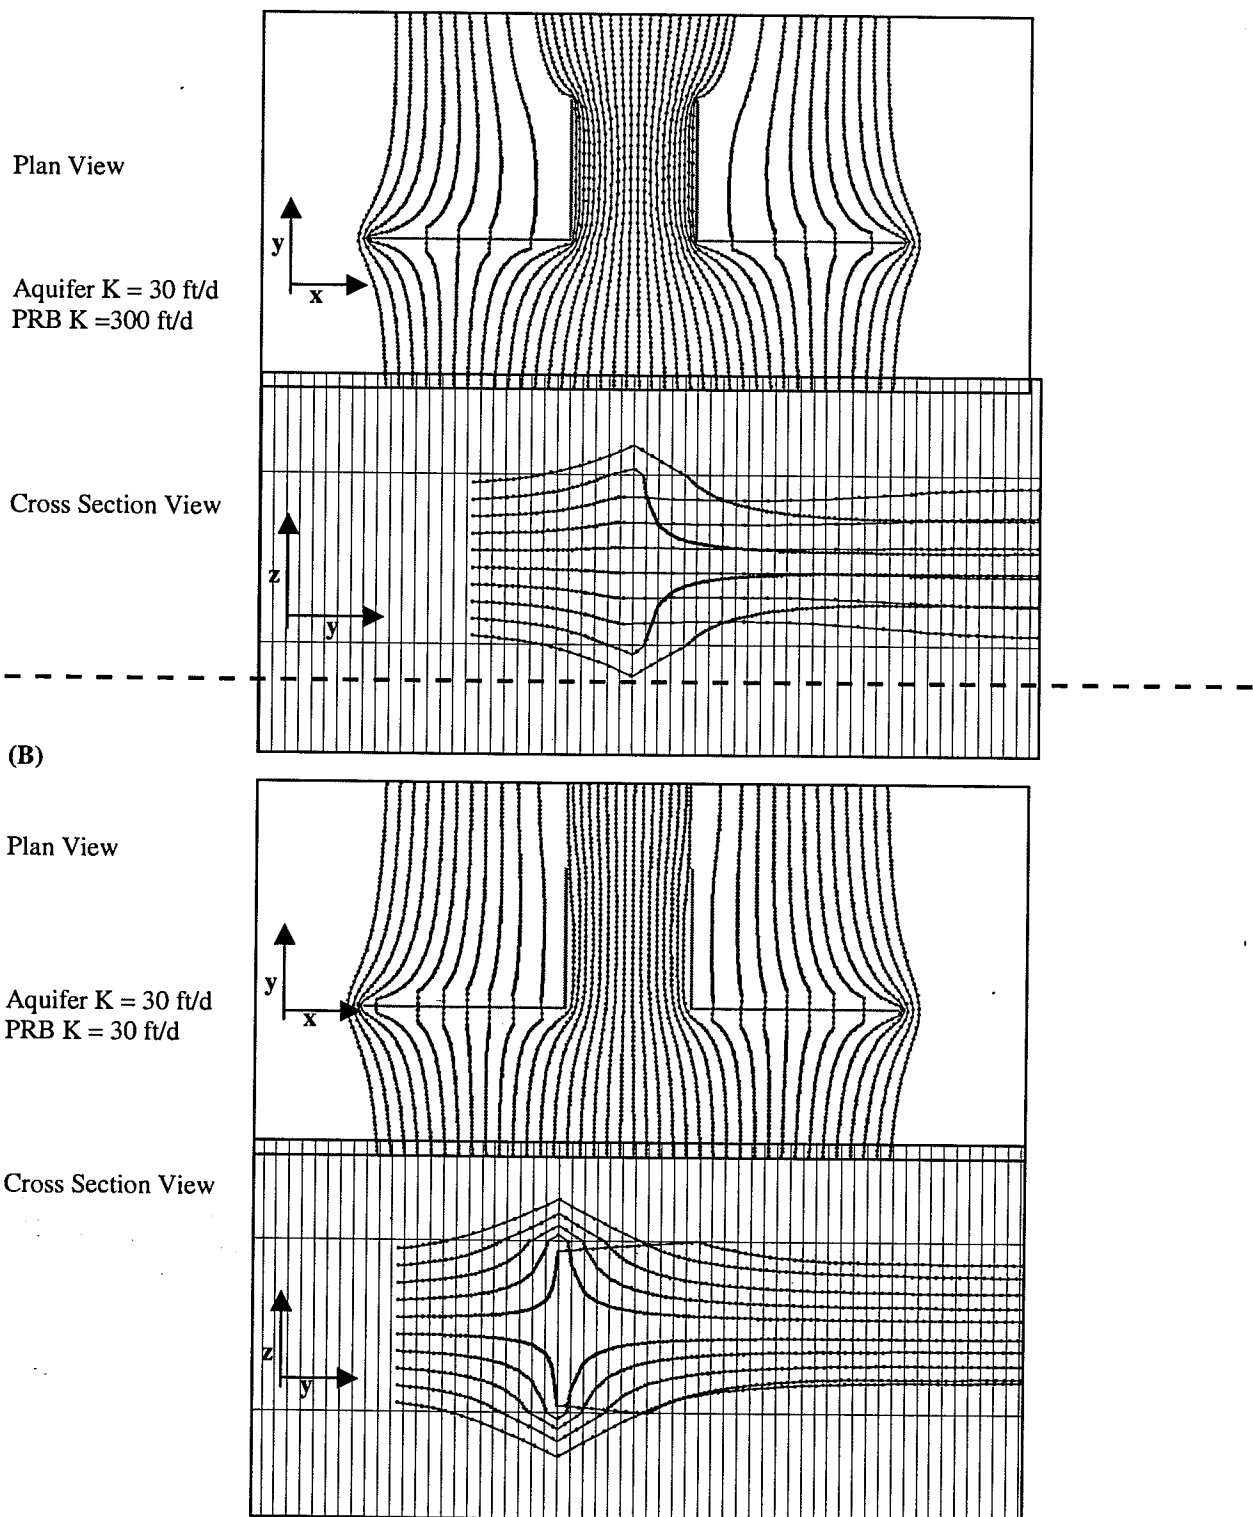 Plan View
y
x
Aquifer K = 30 ft/d
PRB K =300 ft/d
Cross Section View
z
y
(B)
Plan View
y
x
Aquifer K = 30 ft/d
PRB K = 30 ft/d
Cross Section View
z
y